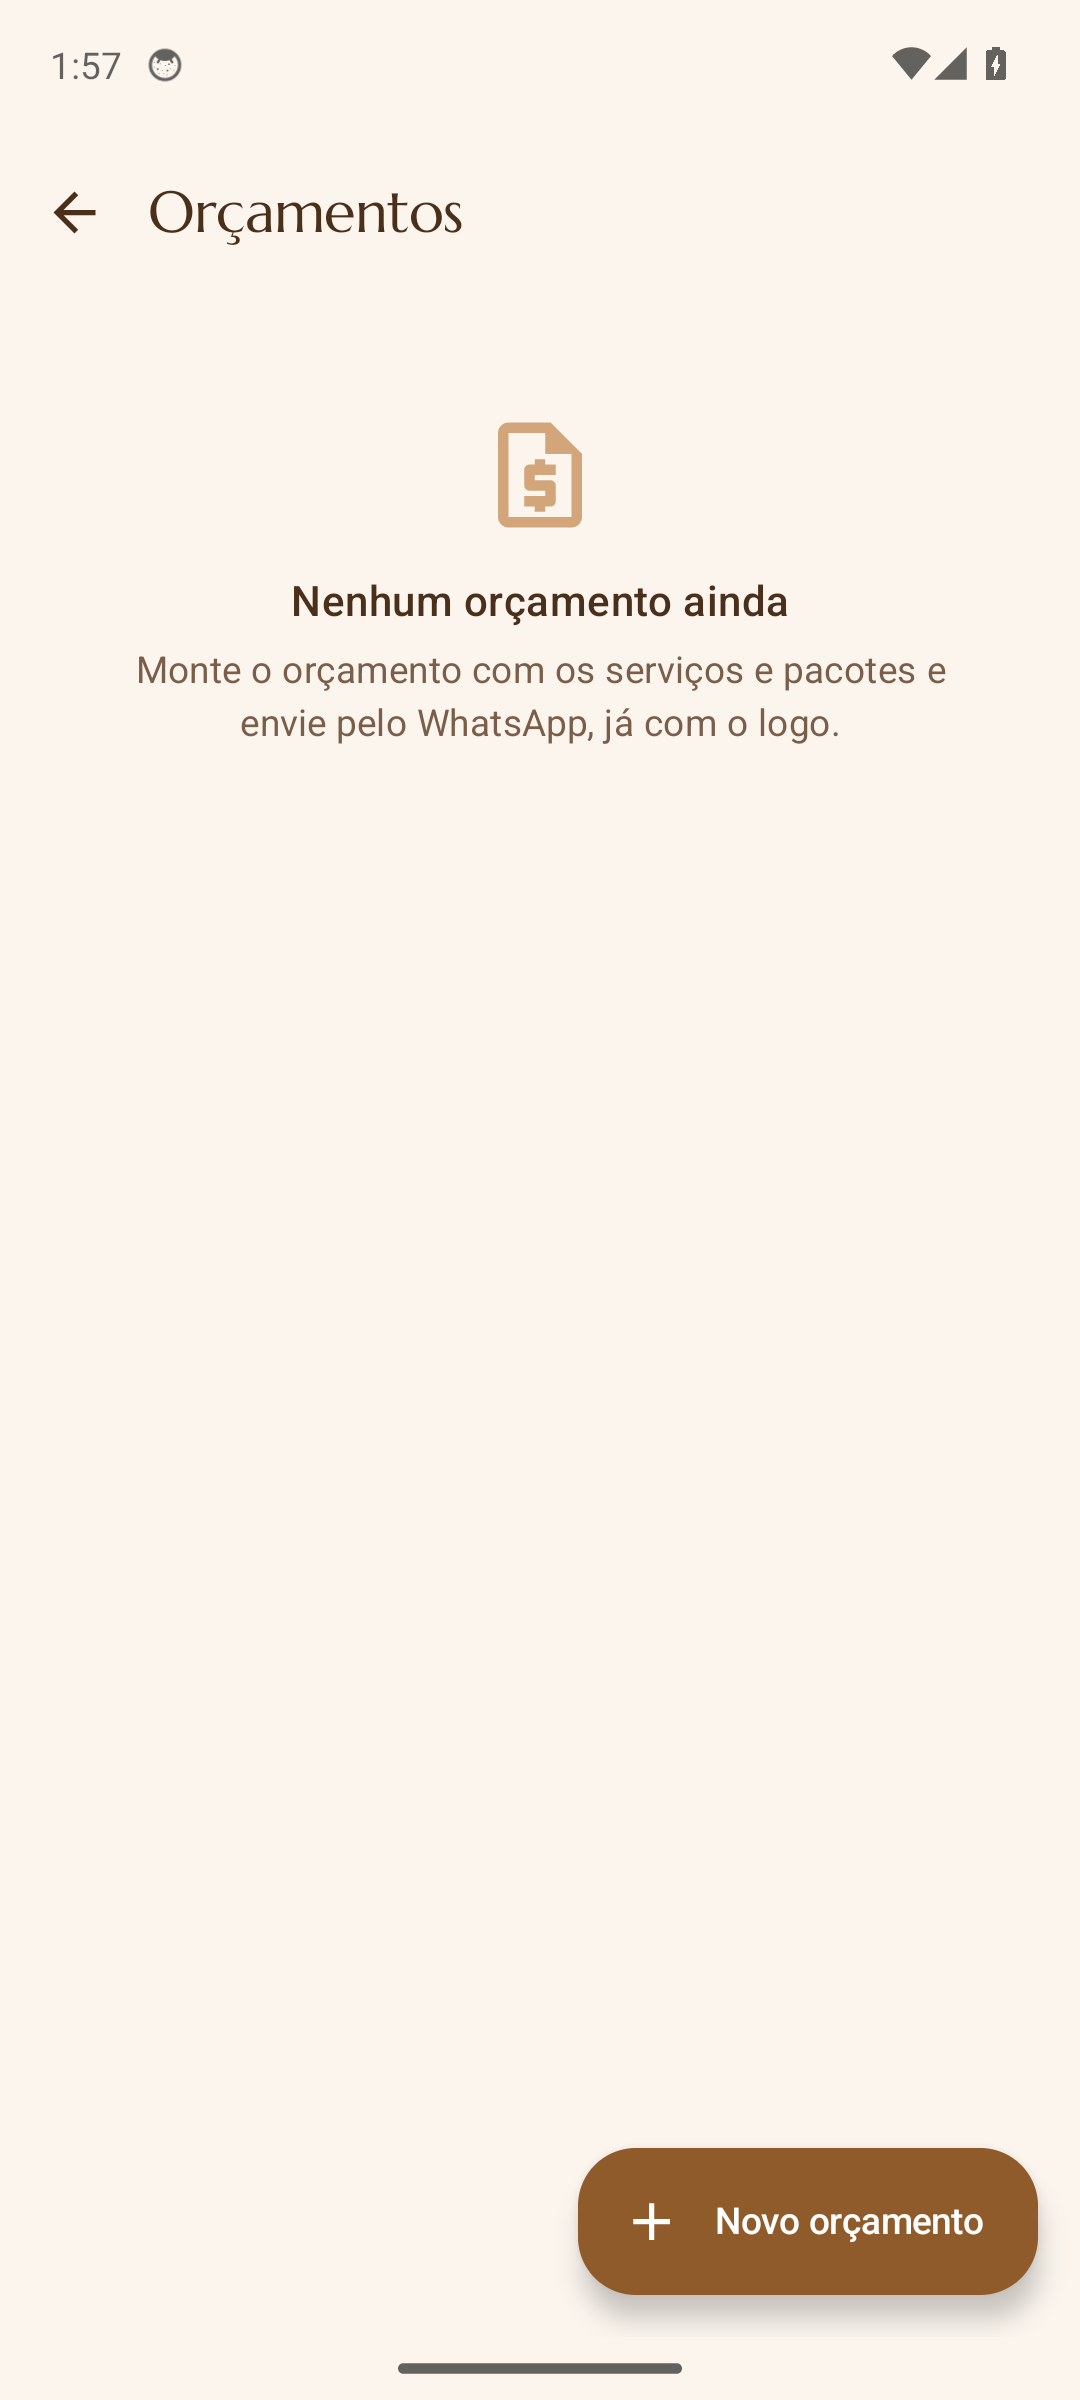 1:57
Orçamentos
Nenhum orçamento ainda
Monte o orçamento com os serviços e pacotes e
envie pelo WhatsApp, já com o logo.
Novo orçamento